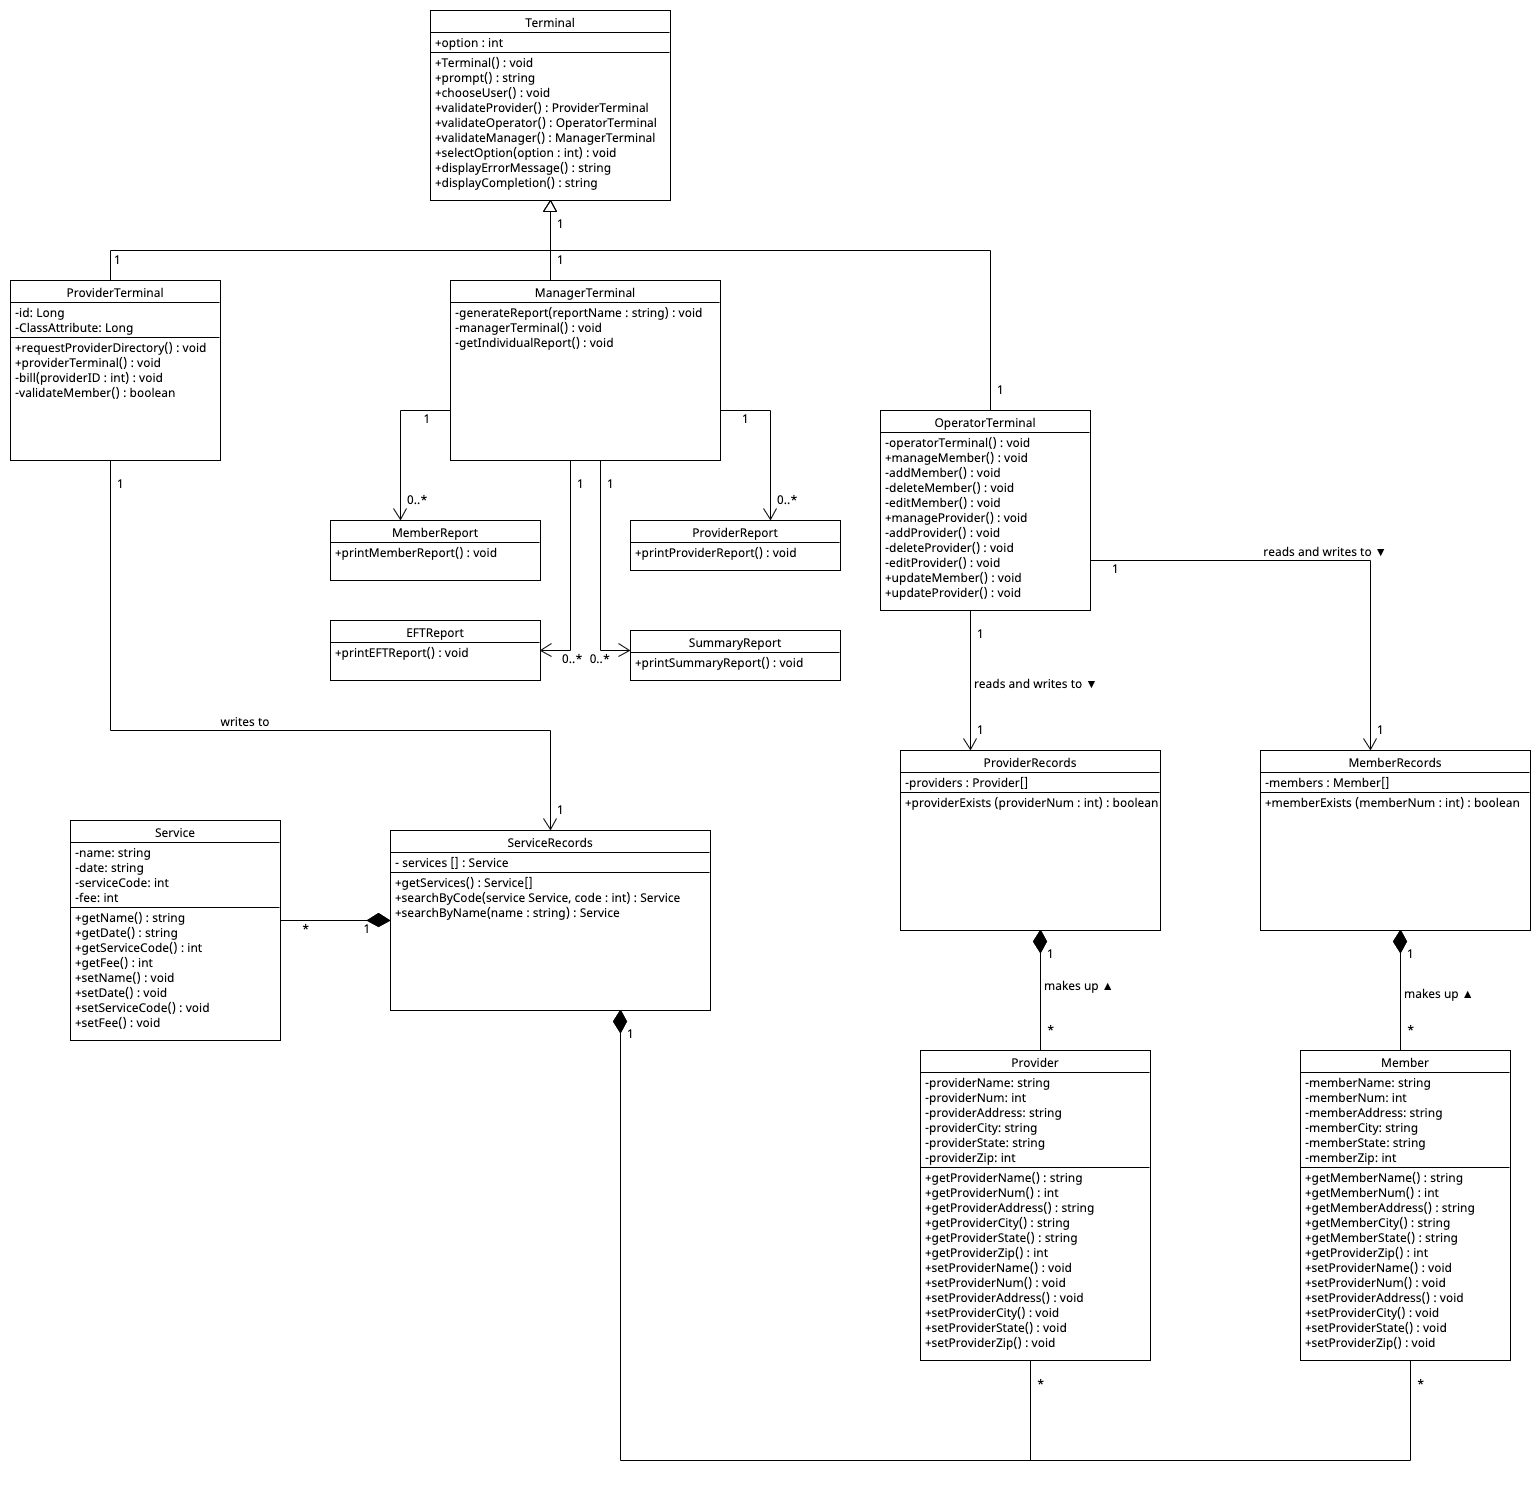 Terminal
+option : int
+Terminal() : void
+prompt() : string
+chooseUser() : void
+validateProvider() : ProviderTerminal
+validateOperator() : OperatorTerminal
+validateManager() : ManagerTerminal
+selectOption(option : int) : void
+displayErrorMessage() : string
+displayCompletion() : string
1
1
1
1
ProviderTerminal
-id: Long
-ClassAttribute: Long
+requestProviderDirectory() : void
+providerTerminal() : void
-bill(providerID : int) : void
-validateMember() : boolean
1
ManagerTerminal
-generateReport(reportName : string) : void
-managerTerminal() : void
-getIndividualReport() : void
1
1
1
1
0..*
0..*
MemberReport
+printMemberReport() : void
ProviderReport
+printProviderReport() : void
EFTReport
+printEFTReport() : void
0..*
0..*
SummaryReport
+printSummaryReport() : void
OperatorTerminal
-operatorTerminal() : void
+manageMember() : void
-addMember() : void
-deleteMember() : void
-editMember() : void
+manageProvider() : void
-addProvider() : void
-deleteProvider() : void
-editProvider() : void
+updateMember() : void
+updateProvider() : void
reads and writes to ▼
1
1
reads and writes to ▼
1
1
writes to
1
ProviderRecords
-providers : Provider[]
+providerExists (providerNum : int) : boolean
MemberRecords
-members : Member[]
+memberExists (memberNum : int) : boolean
Service
-name: string
-date: string
-serviceCode: int
-fee: int
+getName() : string
+getDate() : string
+getServiceCode() : int
+getFee() : int
+setName() : void
+setDate() : void
+setServiceCode() : void
+setFee() : void
*
1
ServiceRecords
- services [] : Service
+getServices() : Service[]
+searchByCode(service Service, code : int) : Service
+searchByName(name : string) : Service
1
1
makes up ▲
*
1
makes up ▲
*
Provider
-providerName: string
-providerNum: int
-providerAddress: string
-providerCity: string
-providerState: string
-providerZip: int
+getProviderName() : string
+getProviderNum() : int
+getProviderAddress() : string
+getProviderCity() : string
+getProviderState() : string
+getProviderZip() : int
+setProviderName() : void
+setProviderNum() : void
+setProviderAddress() : void
+setProviderCity() : void
+setProviderState() : void
+setProviderZip() : void
*
Member
-memberName: string
-memberNum: int
-memberAddress: string
-memberCity: string
-memberState: string
-memberZip: int
+getMemberName() : string
+getMemberNum() : int
+getMemberAddress() : string
+getMemberCity() : string
+getMemberState() : string
+getProviderZip() : int
+setProviderName() : void
+setProviderNum() : void
+setProviderAddress() : void
+setProviderCity() : void
+setProviderState() : void
+setProviderZip() : void
*